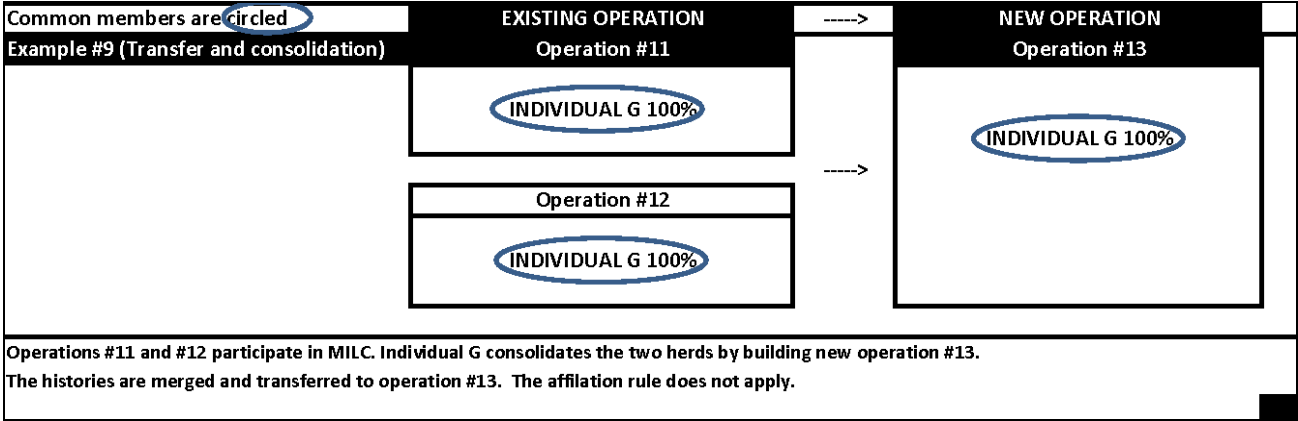 Common members are circled EXISTING OPERATION -----> NEW OPERATION
Example #9 (Transfer and consolidation) Operation #11 Operation #13
INDIVIDUAL G 100%
INDIVIDUAL G 100%
----->
Operation #12
INDIVIDUAL G 100%
Operations #11 and #12 participate in MILC. Individual G consolidates the two herds by building new operation #13.
The histories are merged and transferred to operation #13. The affilation rule does not apply.